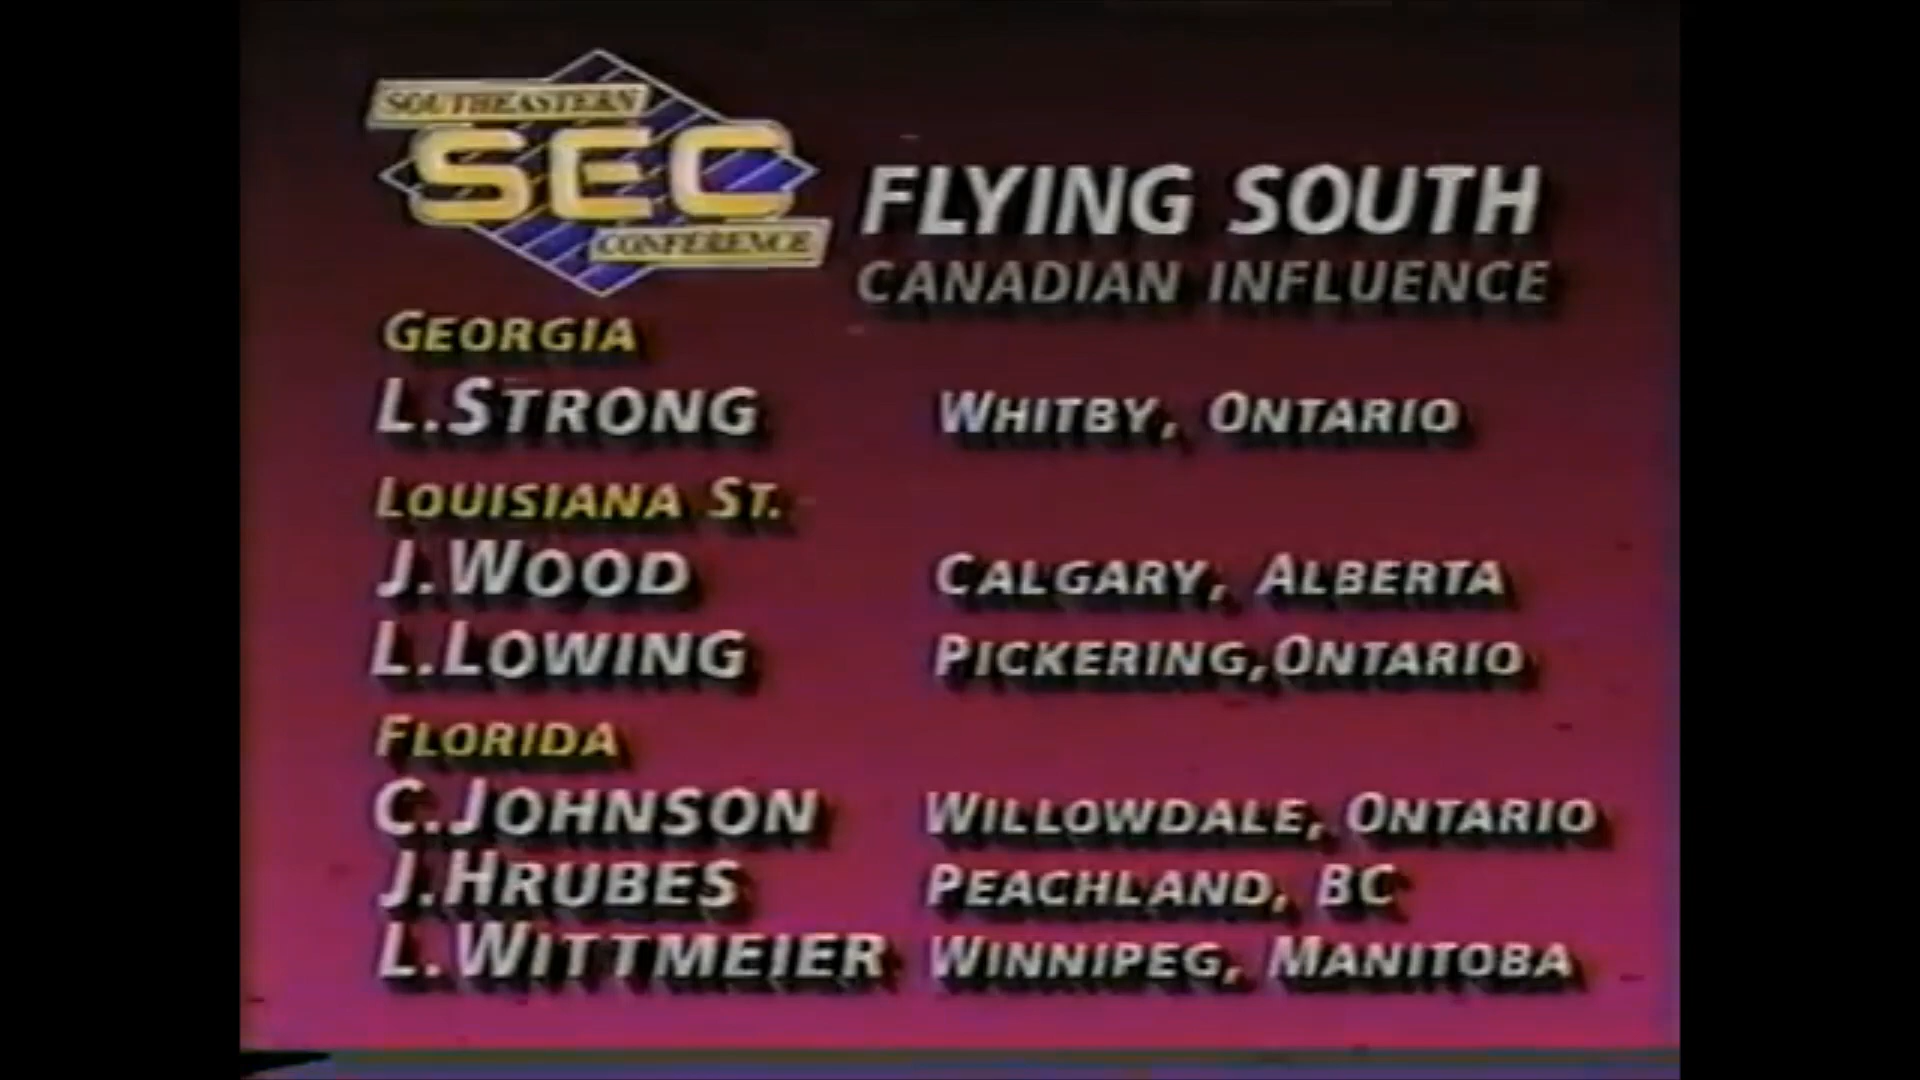 SOUTHEASTERN
SEC
CONFERENCE
FLYING SOUTH
CANADIAN INFLUENCE
GEORGIA
L.STRONG WHITBY, ONTARIO
LOUISIANA ST.
J.WOOD CALGARY, ALBERTA
L.LOWING PICKERING,ONTARIO
FLORIDA
C.JOHNSON WILLOWDALE, ONTARIO
J.HRUBES PEACHLAND, BC
L.WITTMEIER WINNIPEG, MANITOBA